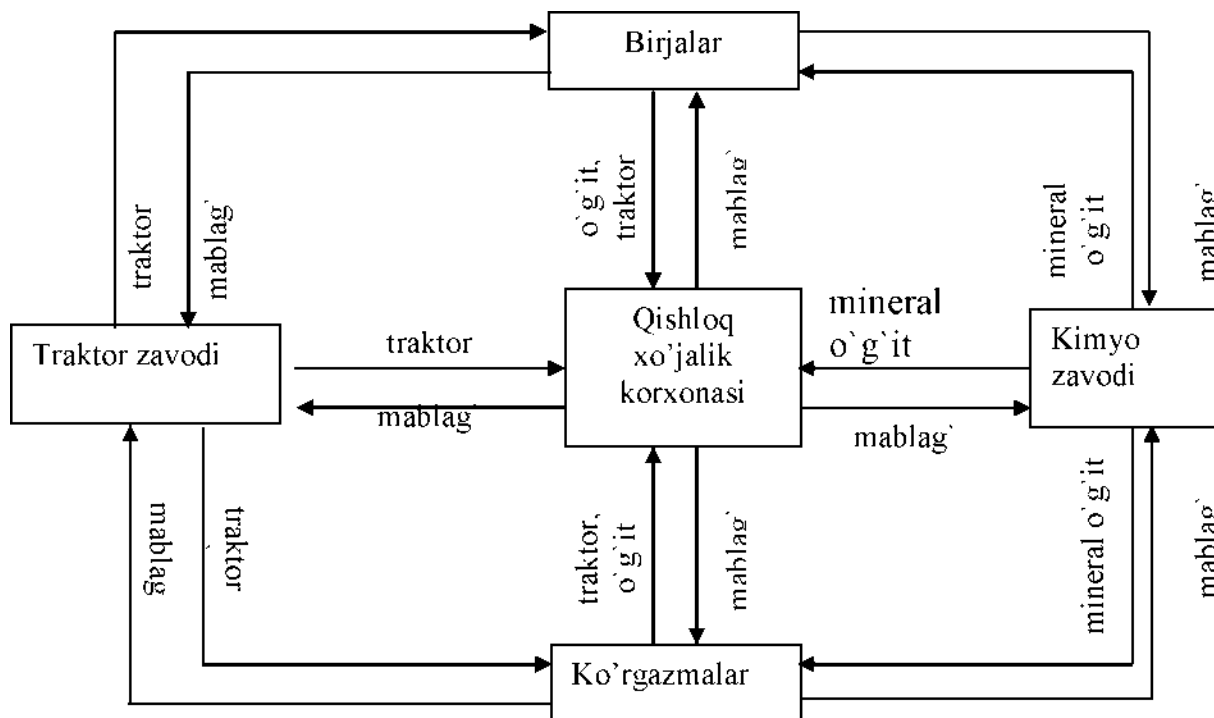 Birjalar
traktor
mablag`
o`g`it,
traktor
mablag`
mineral
o`g`it
mablag`
Traktor zavodi
traktor
mablag`
Qishloq
xo’jalik
korxonasi
mineral
o`g`it
mablag`
Kimyo
zavodi
mablag`
traktor
traktor,
o`g`it
mablag`
mineral o`g`it
mablag`
Ko’rgazmalar